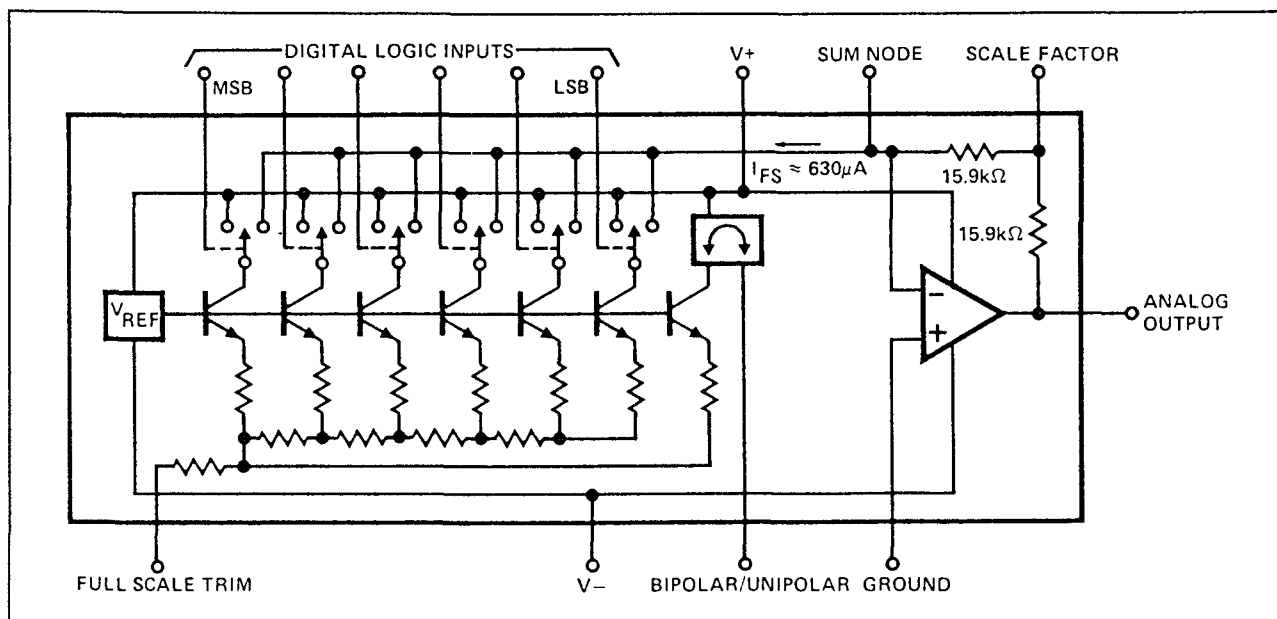 DIGITAL LOGIC INPUTS
MSB
LSB
V+
SUM NODE
SCALE FACTOR
I_FS ≈ 630μA
15.9kΩ
15.9kΩ
V_REF
−
+
ANALOG
OUTPUT
FULL SCALE TRIM
V−
BIPOLAR/UNIPOLAR
GROUND